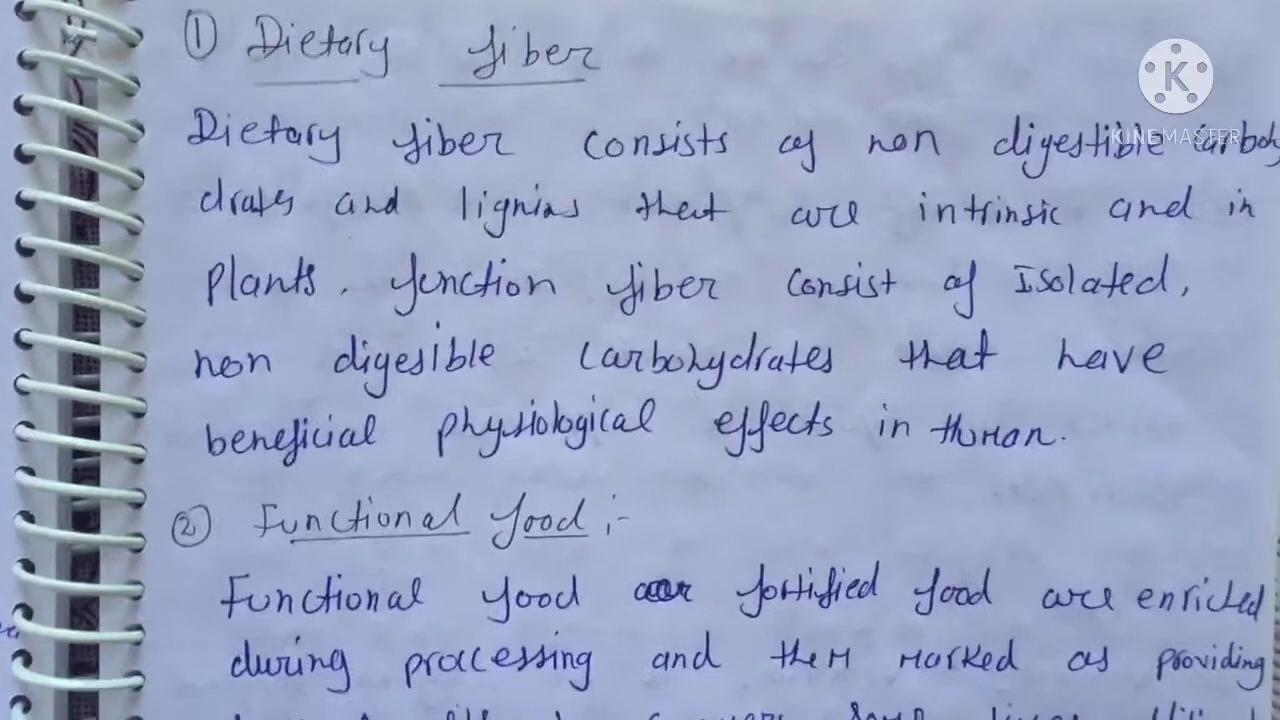 ① Dietary fiber
Dietary fiber consists of non digestible carbohy
drates and lignins that are intrinsic and in
plants. function fiber consist of Isolated,
non digesible carbohydrates that have
beneficial physiological effects in Human.
② Functional food :-
Functional food fortified food are enriched
during processing and then marked as providing
K
KINEMASTER